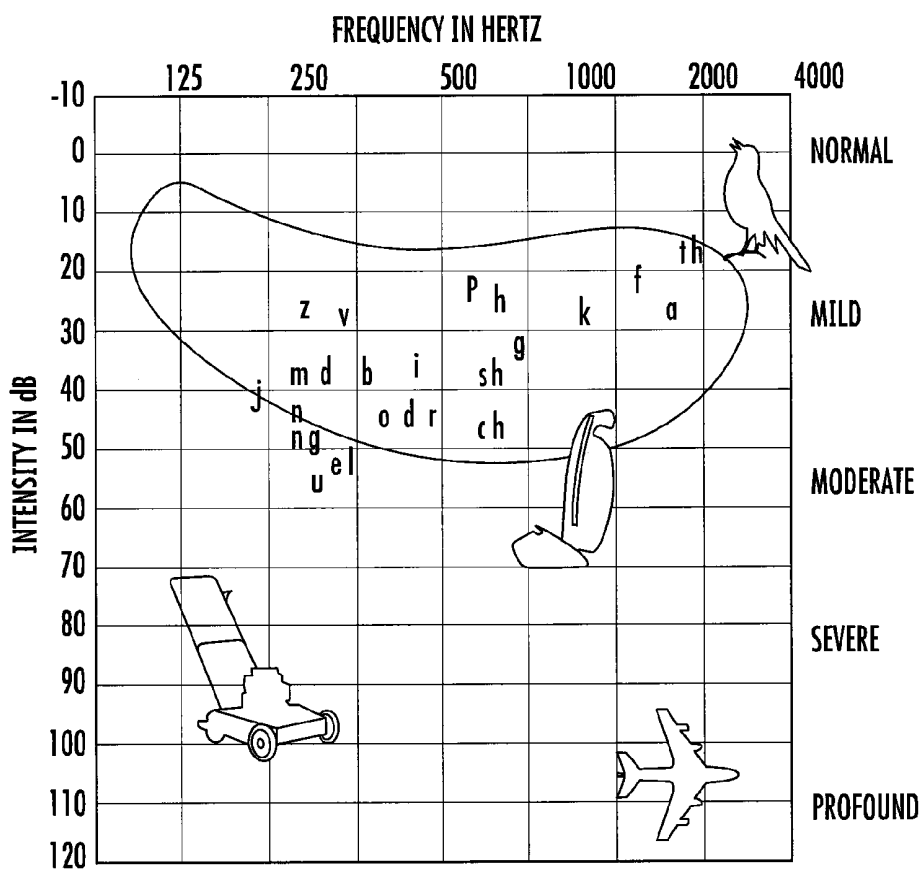 FREQUENCY IN HERTZ
125 250 500 1000 2000 4000
-10
0 NORMAL
10
th
20
f
P h
z v k a
30 MILD
g
m d b i sh
j
40
n o d r ch
ng
50
el
u MODERATE
60
70
80 SEVERE
90
100
110 PROFOUND
120
INTENSITY IN dB